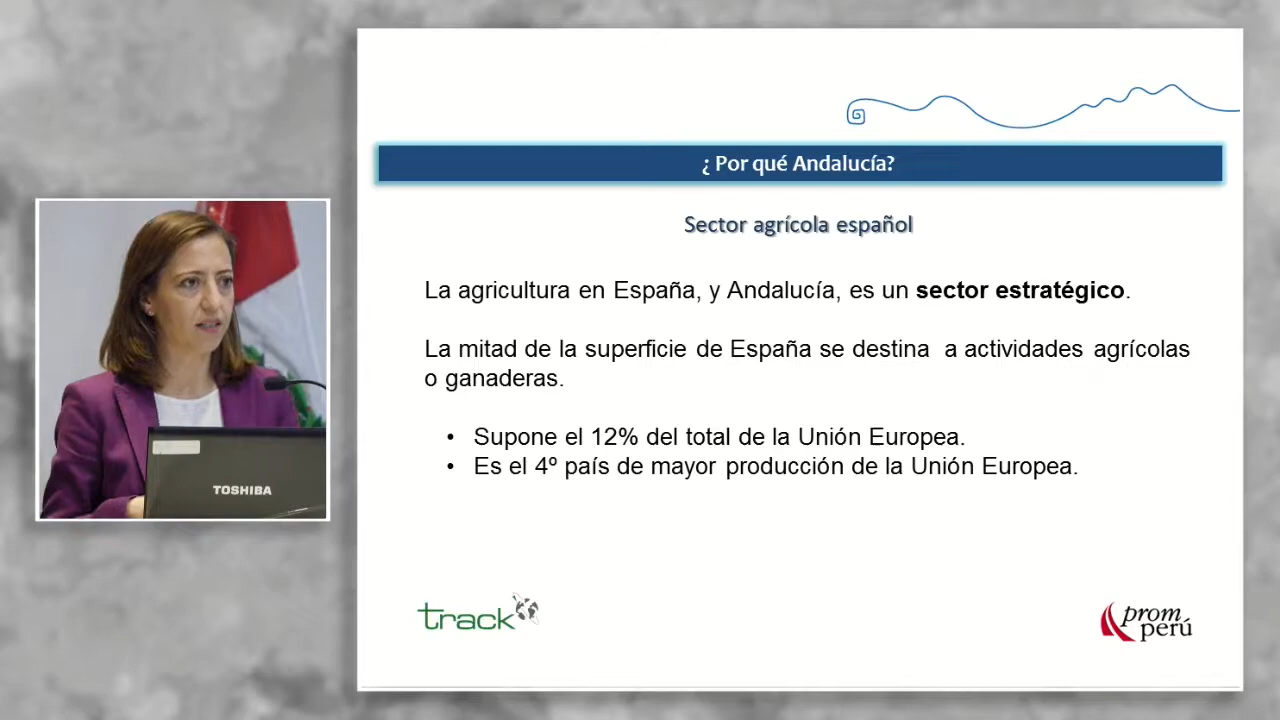 ¿ Por qué Andalucía?
Sector agrícola español
La agricultura en España, y Andalucía, es un sector estratégico.
La mitad de la superficie de España se destina  a actividades agrícolas
o ganaderas.
• Supone el 12% del total de la Unión Europea.
• Es el 4º país de mayor producción de la Unión Europea.
TOSHIBA
track
prom
perú